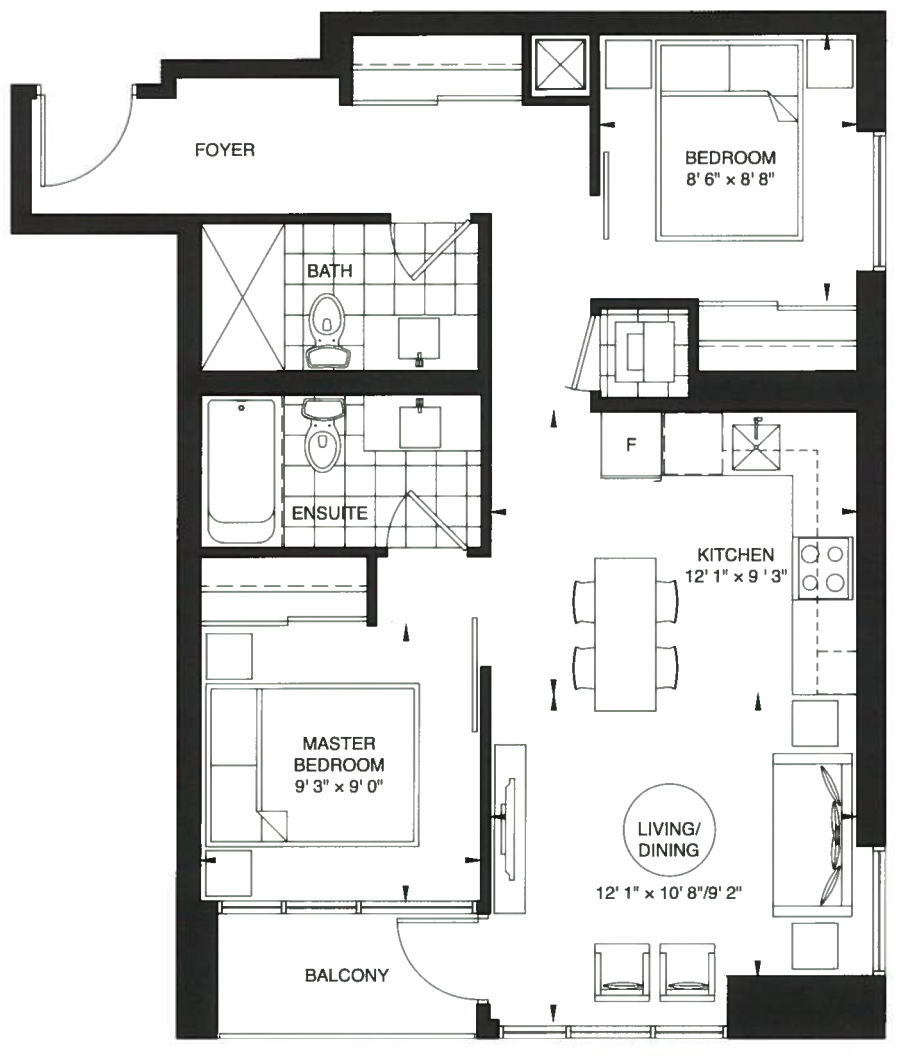 FOYER
BEDROOM
8' 6" × 8' 8"
BATH
F
ENSUITE
KITCHEN
12' 1" × 9 ' 3"
MASTER
BEDROOM
9' 3" × 9' 0"
LIVING/
DINING
12' 1" × 10' 8"/9' 2"
BALCONY